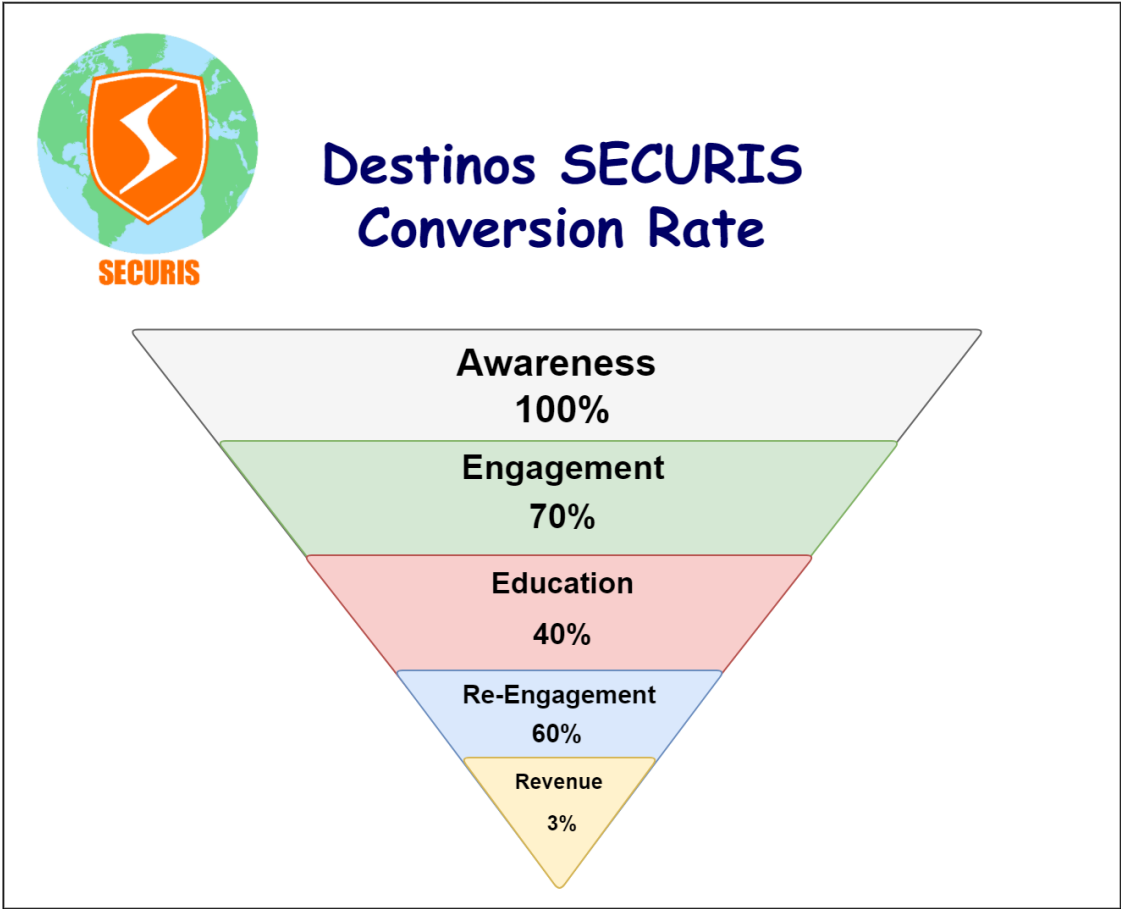 SECURIS
Destinos SECURIS
Conversion Rate
Awareness
100%
Engagement
70%
Education
40%
Re-Engagement
60%
Revenue
3%